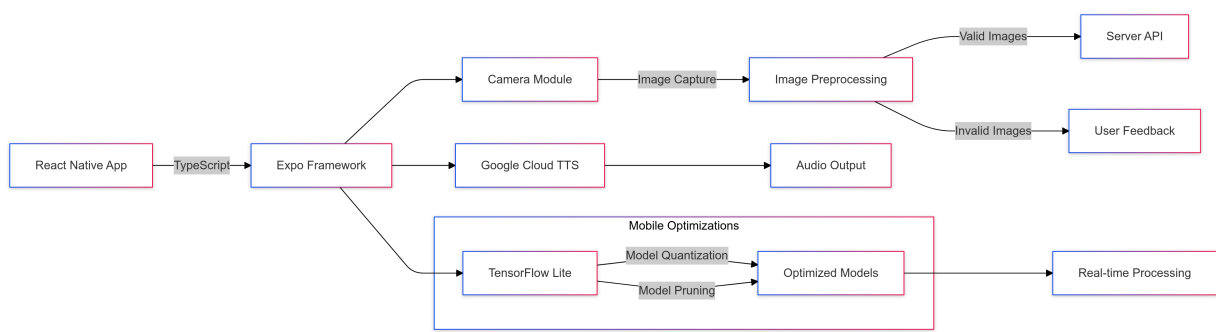 Valid Images
Server API
Camera Module
Image Capture
Image Preprocessing
Invalid Images
User Feedback
React Native App
TypeScript
Expo Framework
Google Cloud TTS
Audio Output
Mobile Optimizations
TensorFlow Lite
Model Quantization
Model Pruning
Optimized Models
Real-time Processing